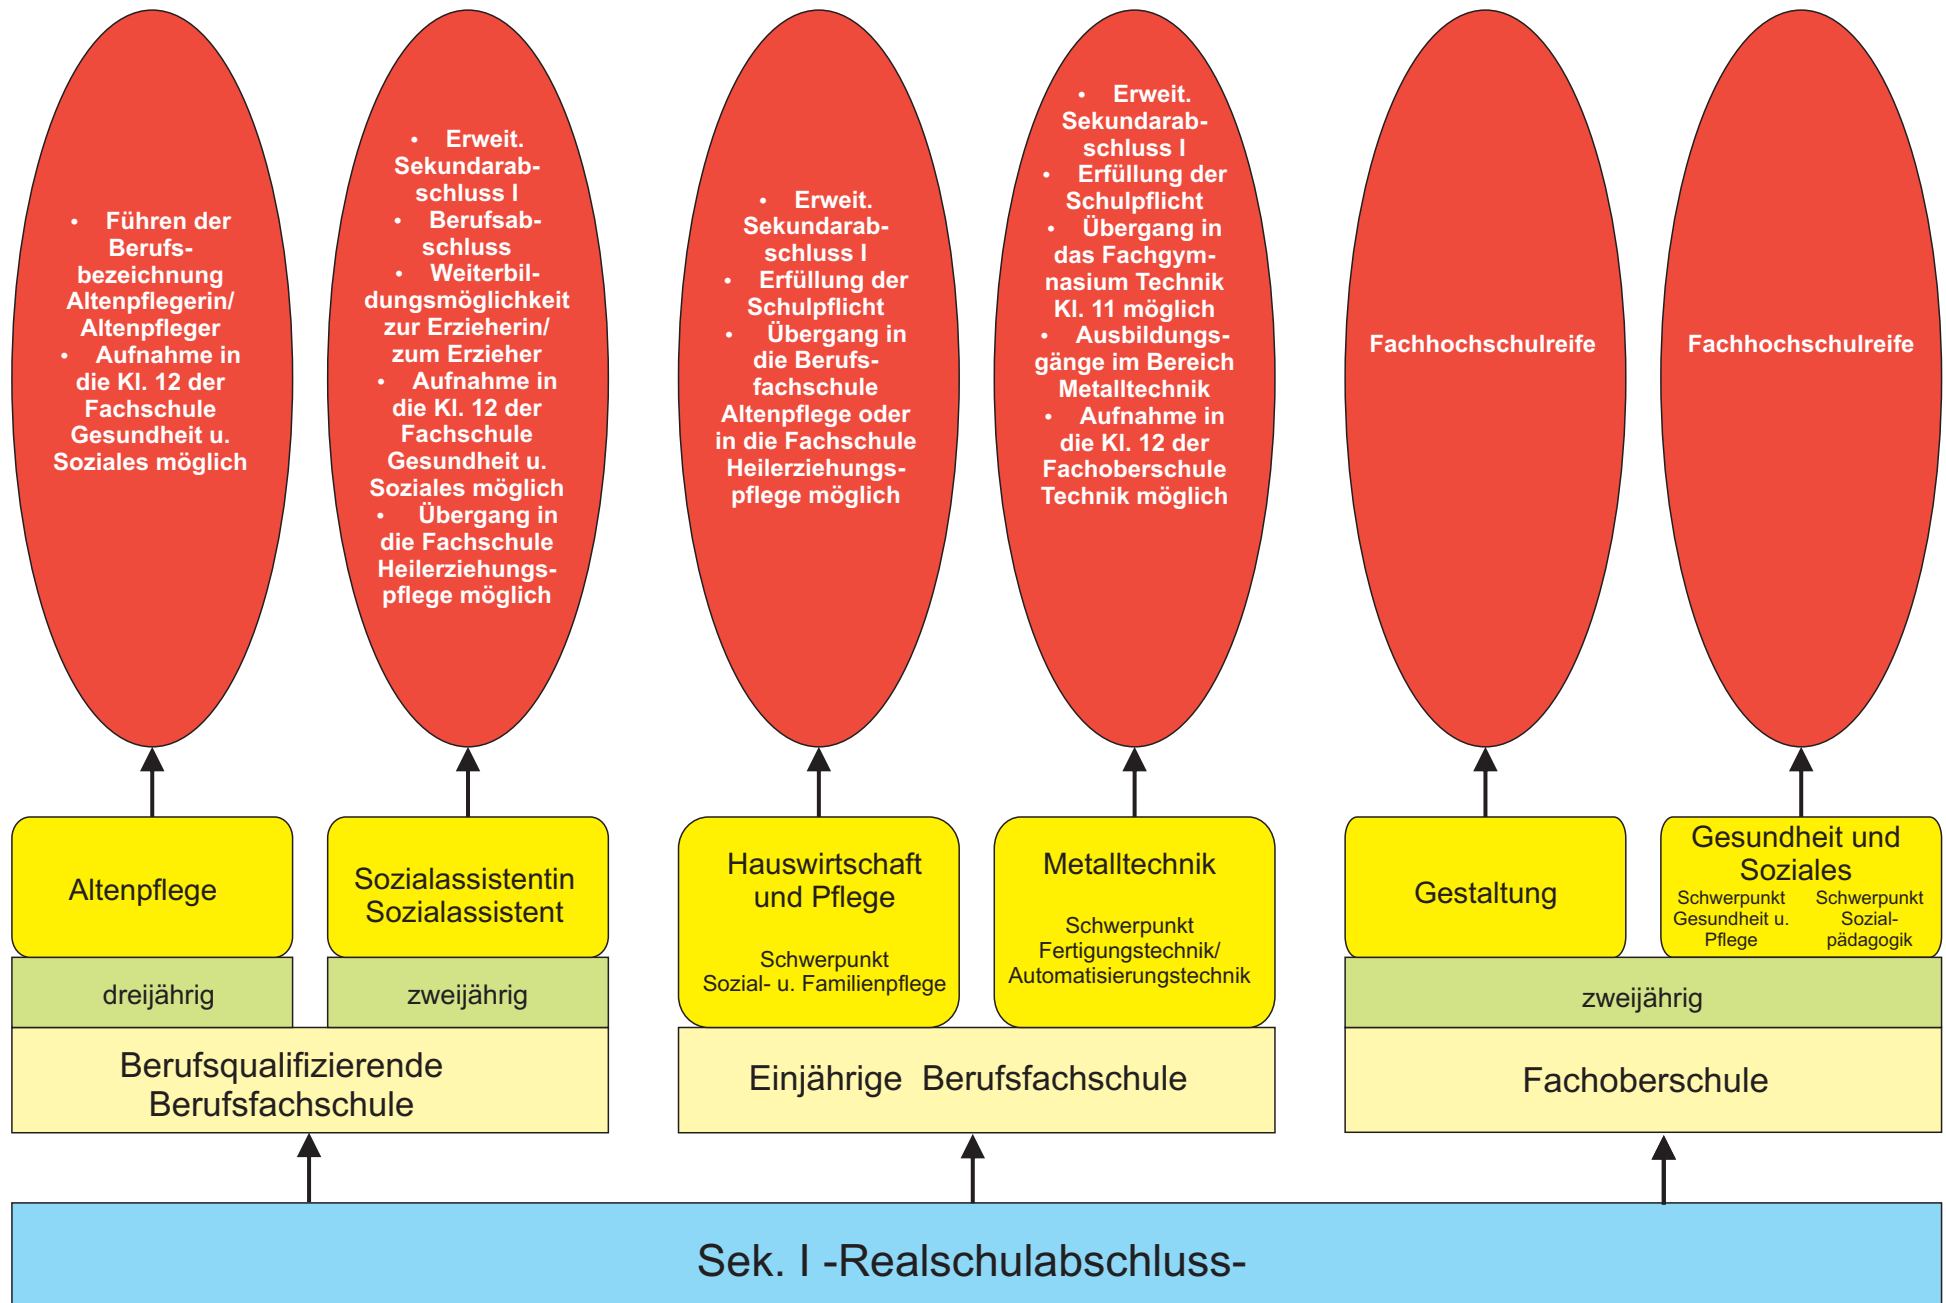 • Führen der
Berufs-
bezeichnung
Altenpflegerin/
Altenpfleger
• Aufnahme in
die Kl. 12 der
Fachschule
Gesundheit u.
Soziales möglich
• Erweit.
Sekundarab-
schluss I
• Berufsab-
schluss
• Weiterbil-
dungsmöglichkeit
zur Erzieherin/
zum Erzieher
• Aufnahme in
die Kl. 12 der
Fachschule
Gesundheit u.
Soziales möglich
• Übergang in
die Fachschule
Heilerziehungs-
pflege möglich
• Erweit.
Sekundarab-
schluss I
• Erfüllung der
Schulpflicht
• Übergang in
die Berufs-
fachschule
Altenpflege oder
in die Fachschule
Heilerziehungs-
pflege möglich
• Erweit.
Sekundarab-
schluss I
• Erfüllung der
Schulpflicht
• Übergang in
das Fachgym-
nasium Technik
Kl. 11 möglich
• Ausbildungs-
gänge im Bereich
Metalltechnik
• Aufnahme in
die Kl. 12 der
Fachoberschule
Technik möglich
Fachhochschulreife
Fachhochschulreife
Altenpflege
Sozialassistentin
Sozialassistent
Hauswirtschaft
und Pflege
Schwerpunkt
Sozial- u. Familienpflege
Metalltechnik
Schwerpunkt
Fertigungstechnik/
Automatisierungstechnik
Gestaltung
Gesundheit und
Soziales
Schwerpunkt
Gesundheit u.
Pflege
Schwerpunkt
Sozial-
pädagogik
dreijährig
zweijährig
zweijährig
Berufsqualifizierende
Berufsfachschule
Einjährige Berufsfachschule
Fachoberschule
Sek. I -Realschulabschluss-